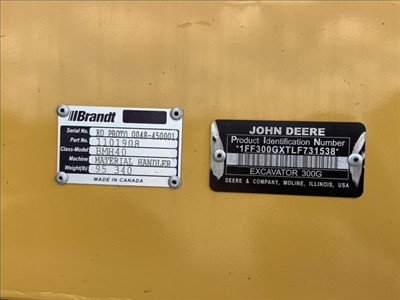 Brandt
Serial No. RD PROTO 0048-450001
Part No. 1101908
Class-Model BMH40
Machine MATERIAL HANDLER
Weight(lb) 95 340
MADE IN CANADA
JOHN DEERE
Product Identification Number
*1FF300GXTLF731538*
EXCAVATOR 300G
DEERE & COMPANY, MOLINE, ILLINOIS, USA